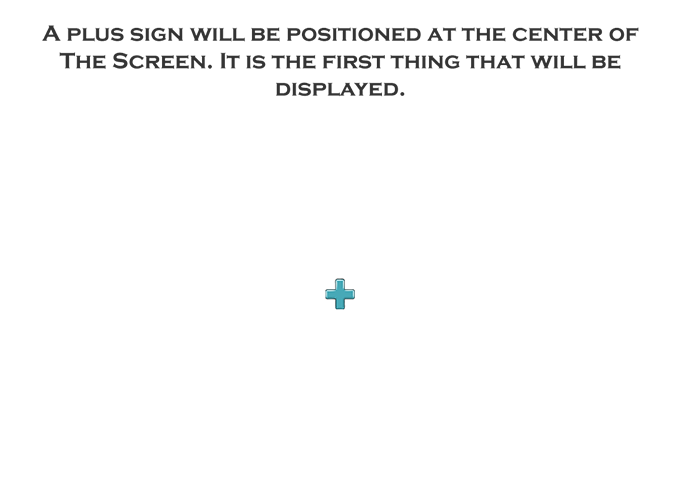 A plus sign will be positioned at the center of
The Screen. It is the first thing that will be
displayed.